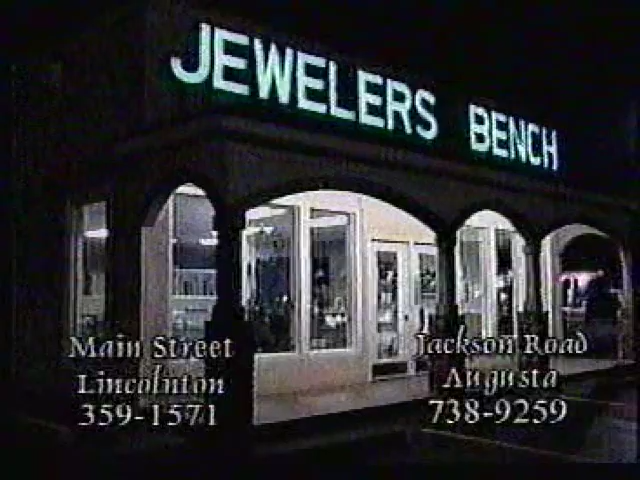 JEWELERS BENCH
Main Street
Lincolnton
359-1571
Jackson Road
Augusta
738-9259